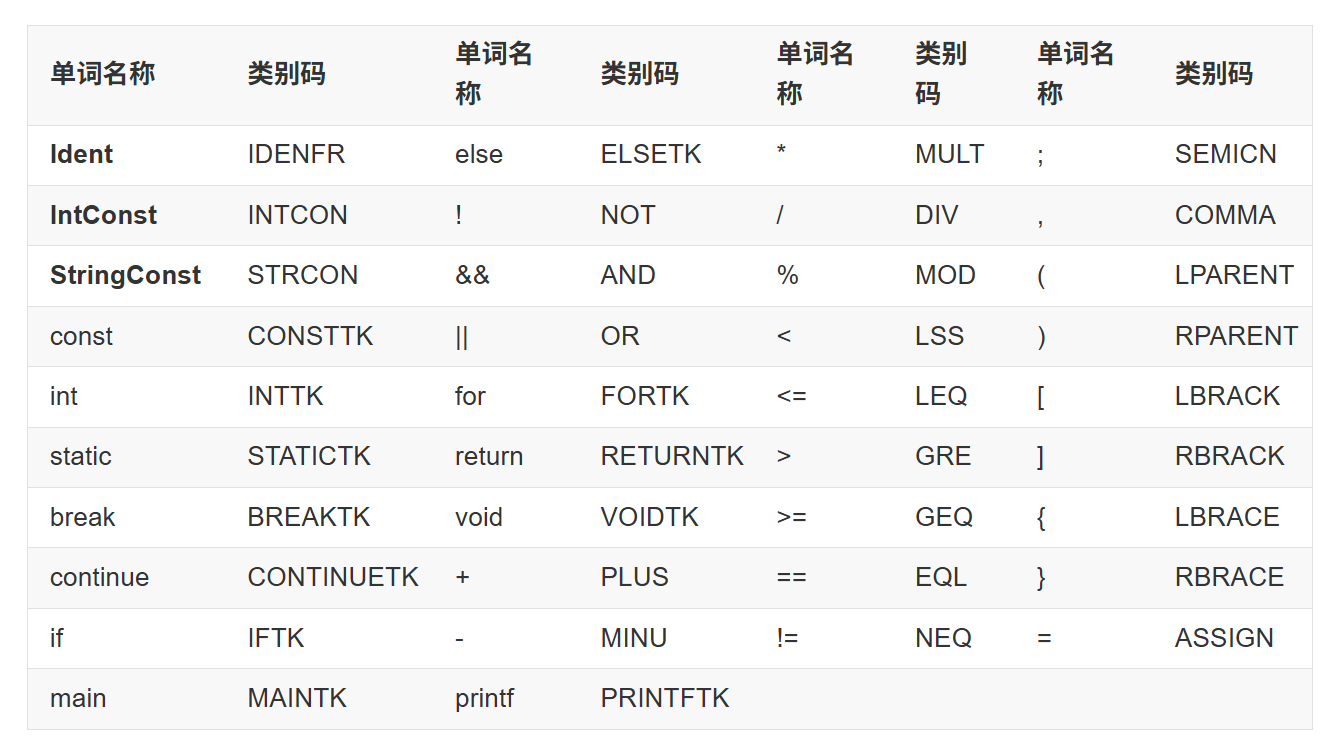 单词名称 类别码 单词名称 类别码 单词名称 类别码 单词名称 类别码
Ident IDENFR else ELSETK * MULT ; SEMICN
IntConst INTCON ! NOT / DIV , COMMA
StringConst STRCON && AND % MOD ( LPARENT
const CONSTTK || OR < LSS ) RPARENT
int INTTK for FORTK <= LEQ [ LBRACK
static STATICTK return RETURNTK > GRE ] RBRACK
break BREAKTK void VOIDTK >= GEQ { LBRACE
continue CONTINUETK + PLUS == EQL } RBRACE
if IFTK - MINU != NEQ = ASSIGN
main MAINTK printf PRINTFTK